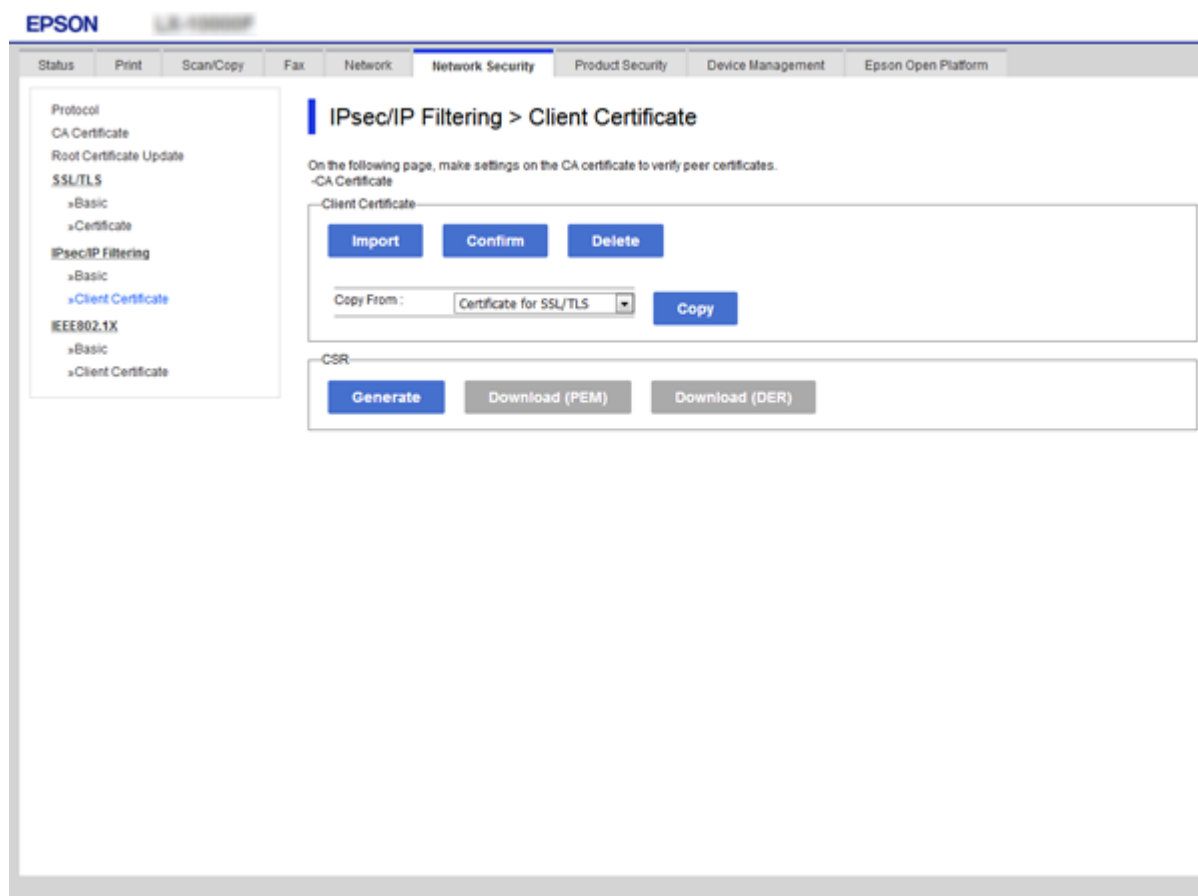 EPSON
Status Print Scan/Copy Fax Network Network Security Product Security Device Management Epson Open Platform
Protocol
CA Certificate
Root Certificate Update
SSL/TLS
»Basic
»Certificate
IPsec/IP Filtering
»Basic
»Client Certificate
IEEE802.1X
»Basic
»Client Certificate
IPsec/IP Filtering > Client Certificate
On the following page, make settings on the CA certificate to verify peer certificates.
-CA Certificate
Client Certificate
Import Confirm Delete
Copy From : Certificate for SSL/TLS Copy
CSR
Generate Download (PEM) Download (DER)